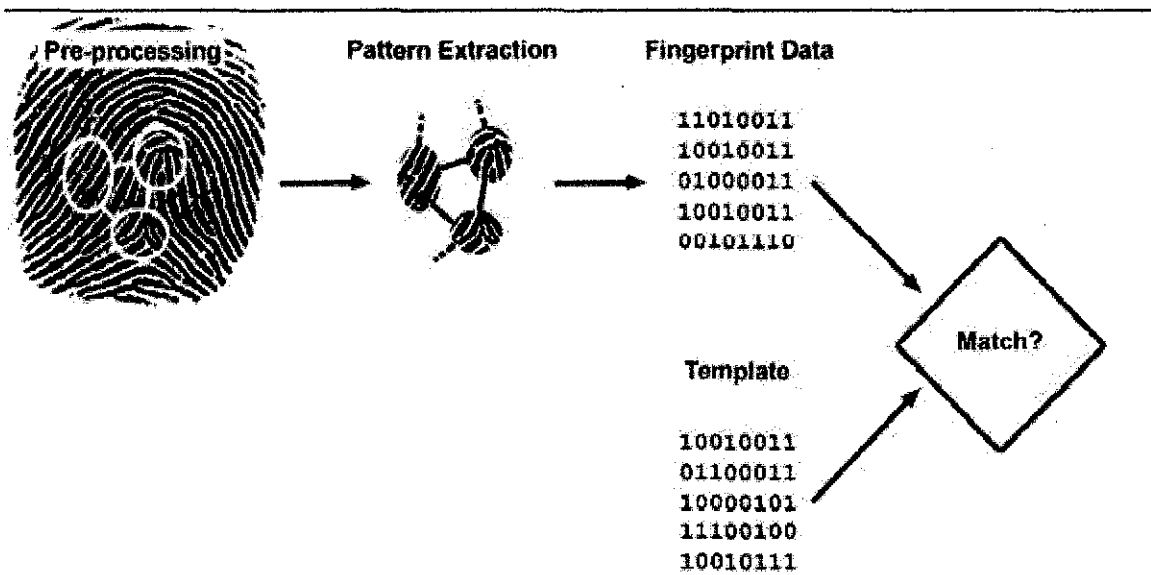 Pre-processing
Pattern Extraction
Fingerprint Data
11010011
10010011
01000011
10010011
00101110
Match?
Template
10010011
01100011
10000101
11100100
10010111